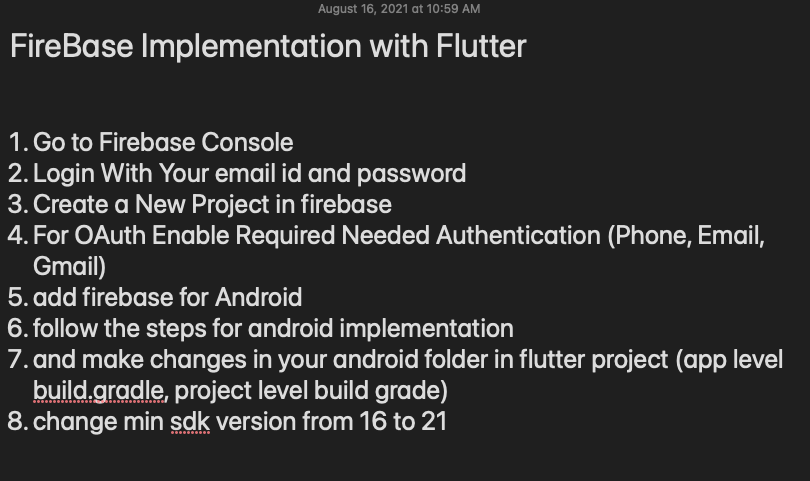 August 16, 2021 at 10:59 AM
FireBase Implementation with Flutter
1. Go to Firebase Console
2. Login With Your email id and password
3. Create a New Project in firebase
4. For OAuth Enable Required Needed Authentication (Phone, Email,
Gmail)
5. add firebase for Android
6. follow the steps for android implementation
7. and make changes in your android folder in flutter project (app level
build.gradle, project level build grade)
8. change min sdk version from 16 to 21